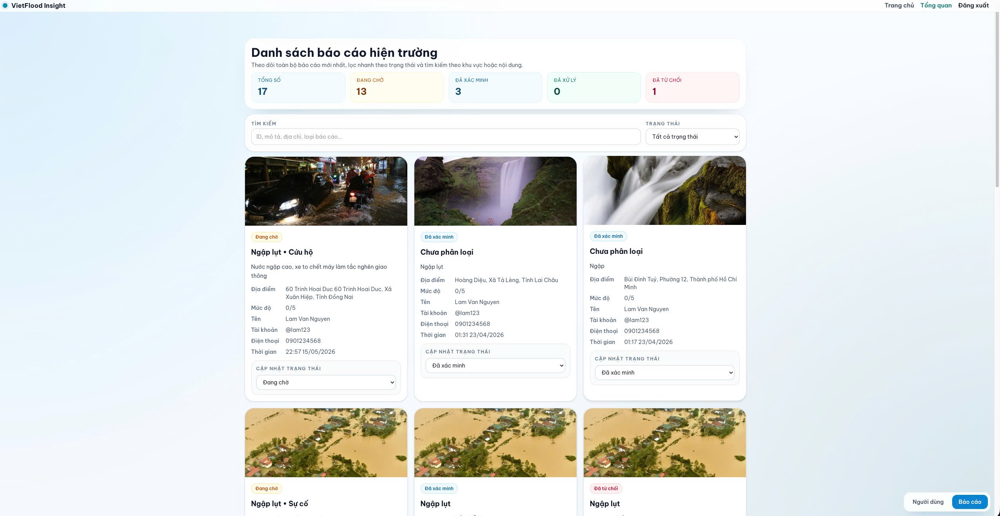 VietFlood Insight
Trang chủ Tổng quan Đăng xuất
Danh sách báo cáo hiện trường
Theo dõi toàn bộ báo cáo mới nhất, lọc nhanh theo trạng thái và tìm kiếm theo khu vực hoặc nội dung.
TỔNG SỐ
17
ĐANG CHỜ
13
ĐÃ XÁC MINH
3
ĐÃ XỬ LÝ
0
ĐÃ TỪ CHỐI
1
TÌM KIẾM
ID, mô tả, địa chỉ, loại báo cáo...
TRẠNG THÁI
Tất cả trạng thái
Đang chờ
Ngập lụt • Cứu hộ
Nước ngập cao, xe to chết máy làm tắc nghẽn giao
thông
Địa điểm 60 Trinh Hoai Duc 60 Trinh Hoai Duc, Xã
Xuân Hiệp, Tỉnh Đồng Nai
Mức độ 0/5
Tên Lam Van Nguyen
Tài khoản @lam123
Điện thoại 0901234568
Thời gian 22:57 15/05/2026
CẬP NHẬT TRẠNG THÁI
Đang chờ
Đã xác minh
Chưa phân loại
Ngập lụt
Địa điểm Hoàng Diệu, Xã Tả Lèng, Tỉnh Lai Châu
Mức độ 0/5
Tên Lam Van Nguyen
Tài khoản @lam123
Điện thoại 0901234568
Thời gian 01:31 23/04/2026
CẬP NHẬT TRẠNG THÁI
Đã xác minh
Đã xác minh
Chưa phân loại
Ngập
Địa điểm Bùi Đình Tuý, Phường 12, Thành phố Hồ Chí
Minh
Mức độ 0/5
Tên Lam Van Nguyen
Tài khoản @lam123
Điện thoại 0901234568
Thời gian 01:17 23/04/2026
CẬP NHẬT TRẠNG THÁI
Đã xác minh
Đang chờ
Ngập lụt • Sự cố
Đã xác minh
Ngập lụt
Đã từ chối
Ngập lụt
Người dùng Báo cáo